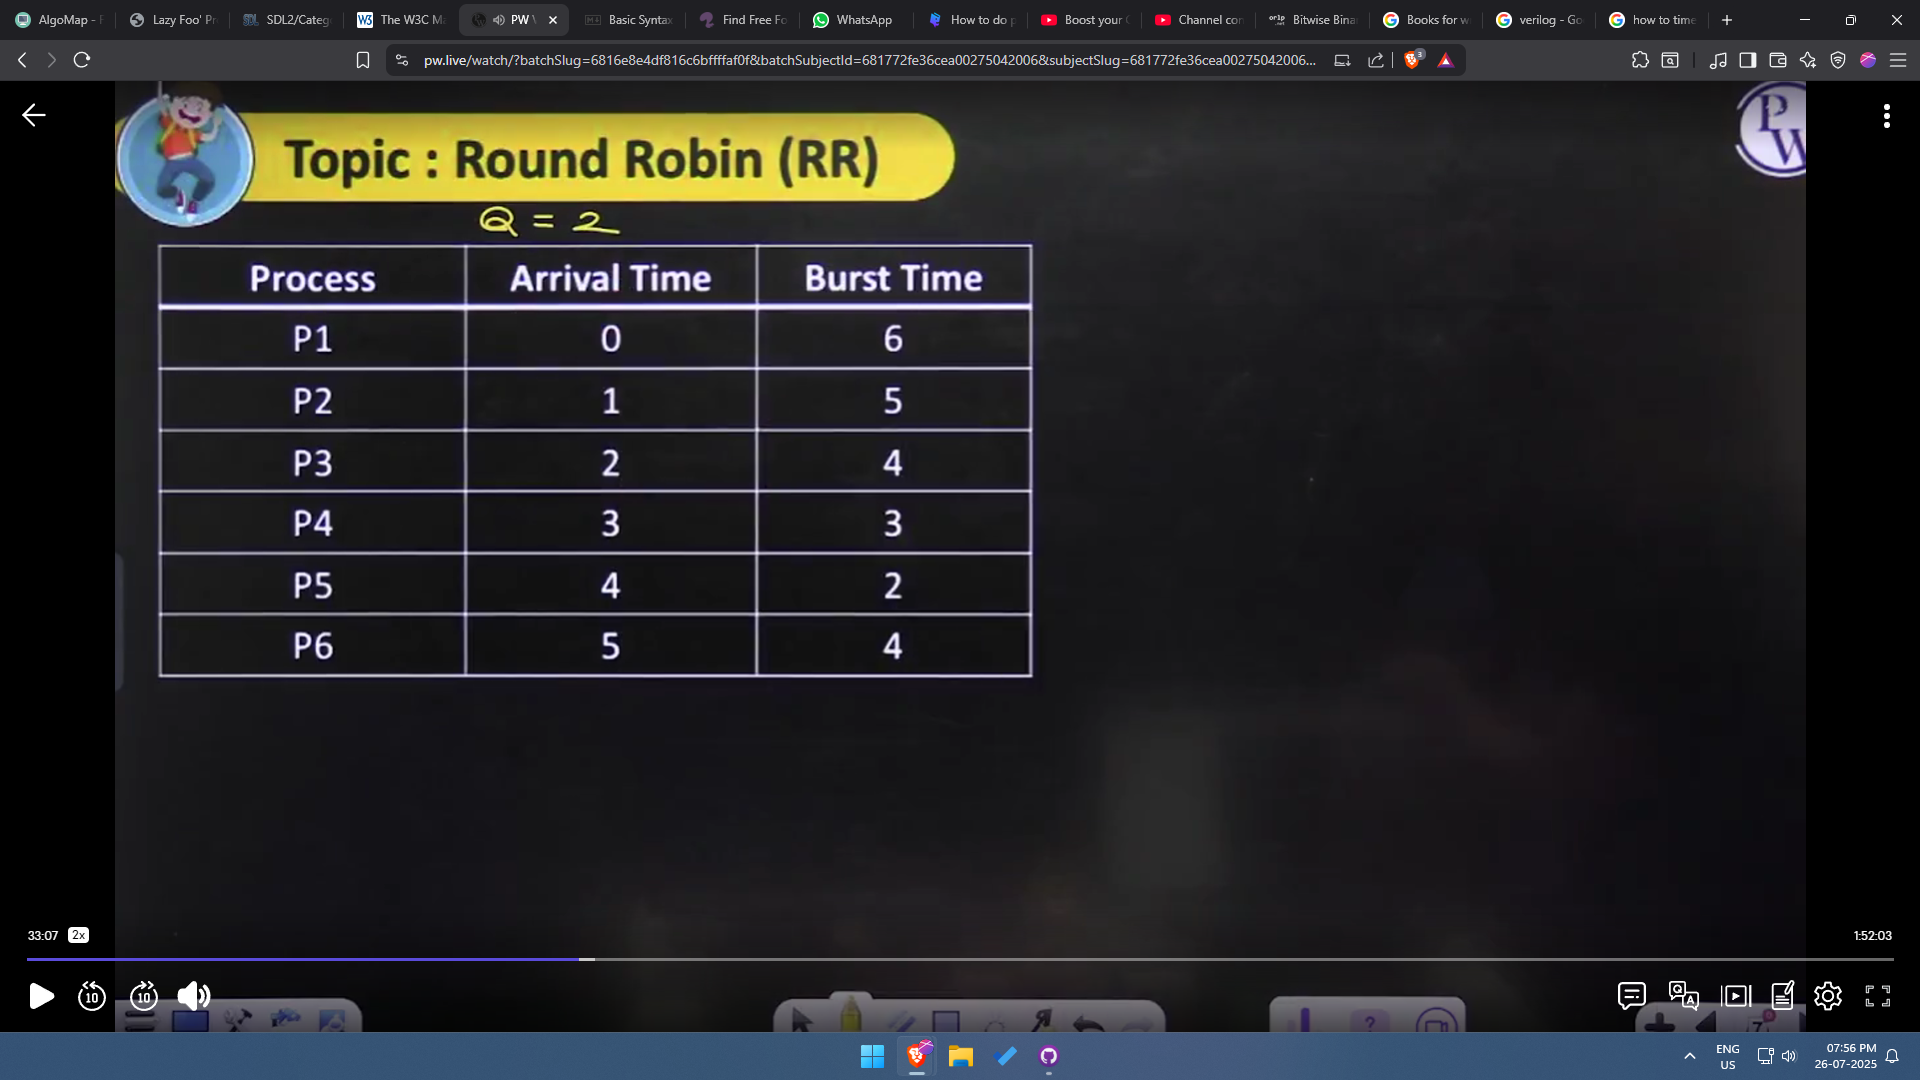 AlgoMap - F
Lazy Foo' Pr
SDL2/Categ
The W3C Ma
PW V
Basic Syntax
Find Free Fo
WhatsApp
How to do p
Boost your C
Channel con
Bitwise Bina
Books for w
verilog - Go
how to time
pw.live/watch/?batchSlug=6816e8e4df816c6bffffaf0f&batchSubjectId=681772fe36cea00275042006&subjectSlug=681772fe36cea00275042006...
3
Topic : Round Robin (RR)
PW
Q = 2
Process Arrival Time Burst Time
P1 0 6
P2 1 5
P3 2 4
P4 3 3
P5 4 2
P6 5 4
33:07 2x 1:52:03
10 10
ENG
US
07:56 PM
26-07-2025